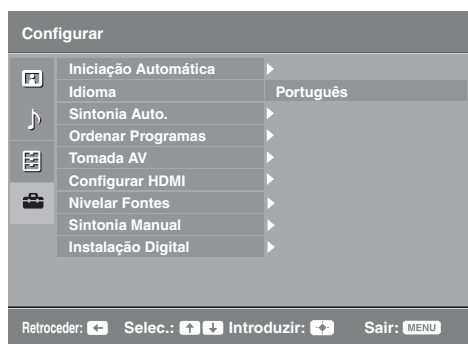 Configurar
Iniciação Automática
Idioma Português
Sintonia Auto.
Ordenar Programas
Tomada AV
Configurar HDMI
Nivelar Fontes
Sintonia Manual
Instalação Digital
Retroceder: Selec.: Introduzir: Sair: MENU